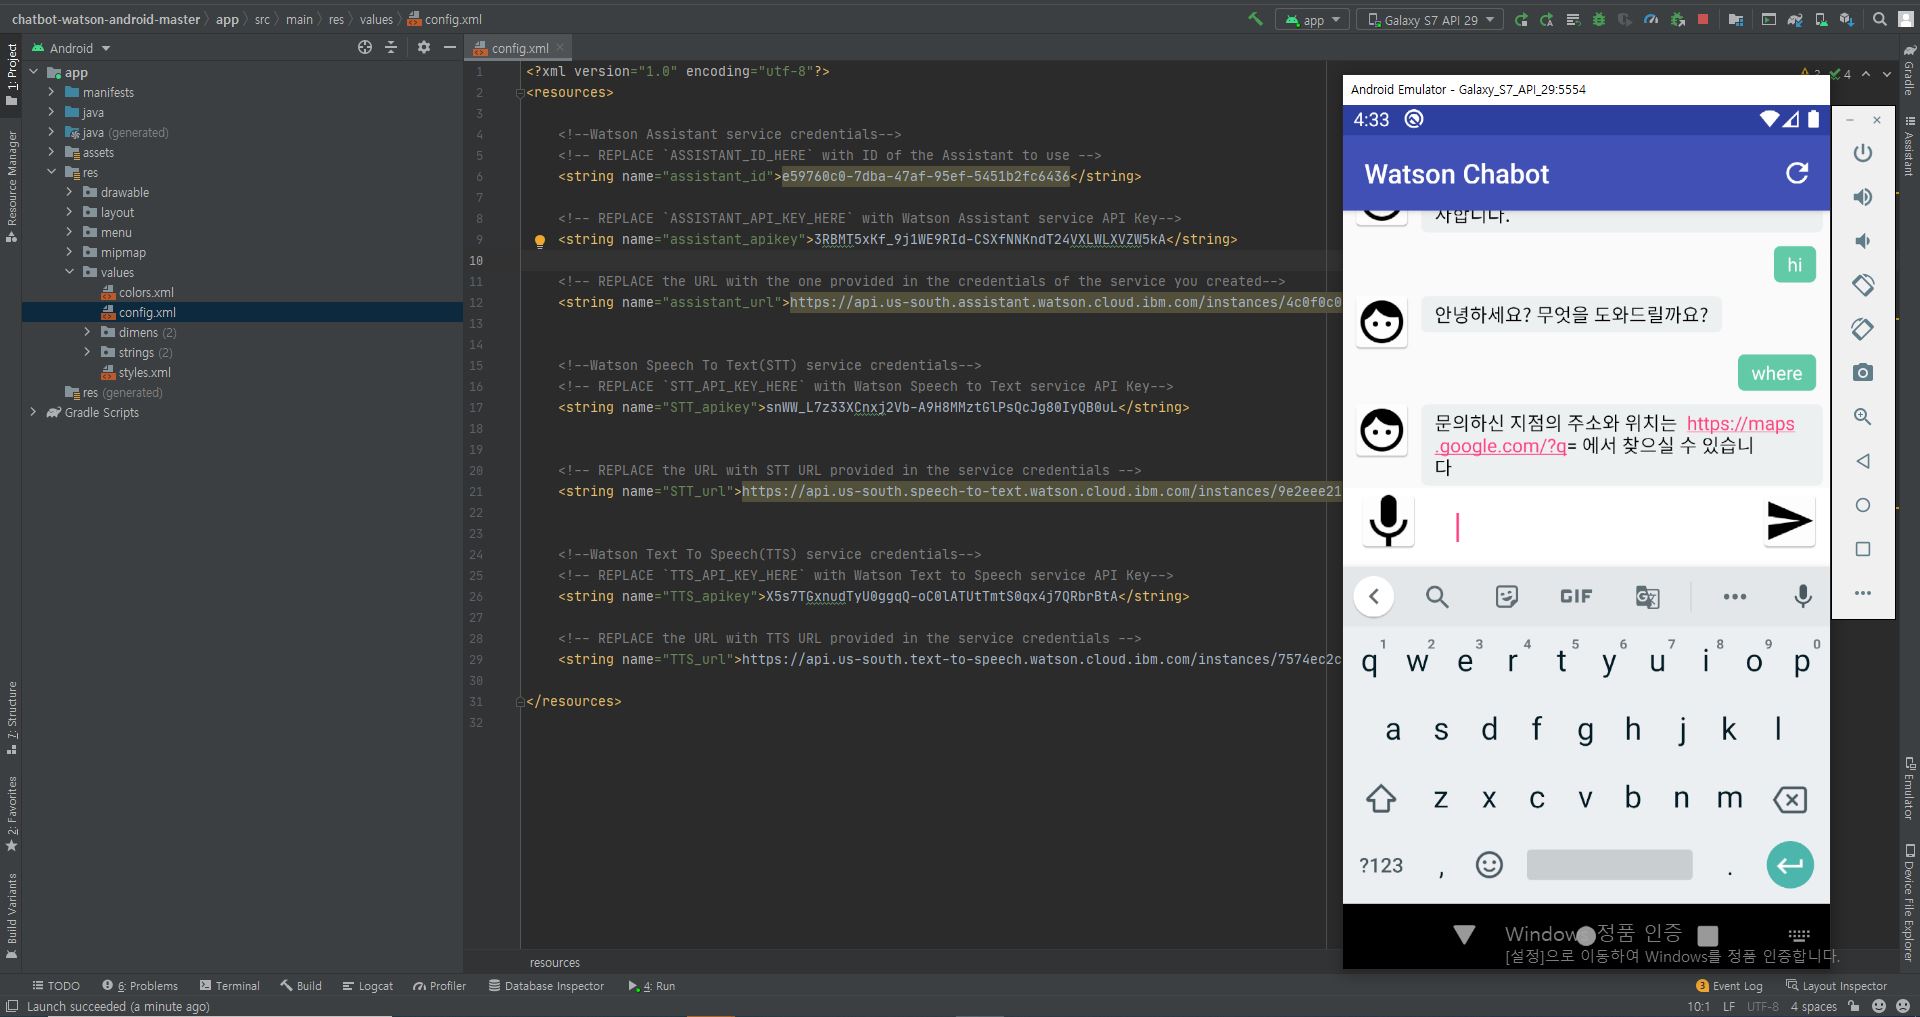 chatbot-watson-android-master
app
src
main
res
values
config.xml
app
Galaxy S7 API 29
Android
config.xml
1: Project
Resource Manager
7: Structure
2: Favorites
Build Variants
app
manifests
java
java (generated)
assets
res
drawable
layout
menu
mipmap
values
colors.xml
config.xml
dimens (2)
strings (2)
styles.xml
res (generated)
Gradle Scripts
1 <?xml version="1.0" encoding="utf-8"?>
2 <resources>
3
4 <!--Watson Assistant service credentials-->
5 <!-- REPLACE `ASSISTANT_ID_HERE` with ID of the Assistant to use -->
6 <string name="assistant_id">e59760c0-7dba-47af-95ef-5451b2fc6436</string>
7
8 <!-- REPLACE `ASSISTANT_API_KEY_HERE` with Watson Assistant service API Key-->
9 <string name="assistant_apikey">3RBMT5xKf_9j1WE9RId-CSXfNNKndT24VXLWLXVZW5kA</string>
10
11 <!-- REPLACE the URL with the one provided in the credentials of the service you created-->
12 <string name="assistant_url">https://api.us-south.assistant.watson.cloud.ibm.com/instances/4c0f0c0
13
14
15 <!--Watson Speech To Text(STT) service credentials-->
16 <!-- REPLACE `STT_API_KEY_HERE` with Watson Speech to Text service API Key-->
17 <string name="STT_apikey">snWW_L7z33XCnxj2Vb-A9H8MMztGlPsQcJg80IyQB0uL</string>
18
19
20 <!-- REPLACE the URL with STT URL provided in the service credentials -->
21 <string name="STT_url">https://api.us-south.speech-to-text.watson.cloud.ibm.com/instances/9e2eee21
22
23
24 <!--Watson Text To Speech(TTS) service credentials-->
25 <!-- REPLACE `TTS_API_KEY_HERE` with Watson Text to Speech service API Key-->
26 <string name="TTS_apikey">X5s7TGxnudTyU0ggqQ-oC0lATUtTmtS0qx4j7QRbrBtA</string>
27
28 <!-- REPLACE the URL with TTS URL provided in the service credentials -->
29 <string name="TTS_url">https://api.us-south.text-to-speech.watson.cloud.ibm.com/instances/7574ec2c
30
31 </resources>
32
resources
4
Android Emulator - Galaxy_S7_API_29:5554
4:33
Watson Chabot
hi
안녕하세요? 무엇을 도와드릴까요?
where
문의하신 지점의 주소와 위치는 https://maps
.google.com/?q= 에서 찾으실 수 있습니
다
GIF
1 2 3 4 5 6 7 8 9 0
q w e r t y u i o p
a s d f g h j k l
z x c v b n m
?123 , .
Windows 정품 인증
[설정]으로 이동하여 Windows를 정품 인증합니다.
Gradle
Assistant
Emulator
Device File Explorer
TODO
6: Problems
Terminal
Build
Logcat
Profiler
Database Inspector
4: Run
3 Event Log
Layout Inspector
Launch succeeded (a minute ago)
10:1 LF UTF-8 4 spaces